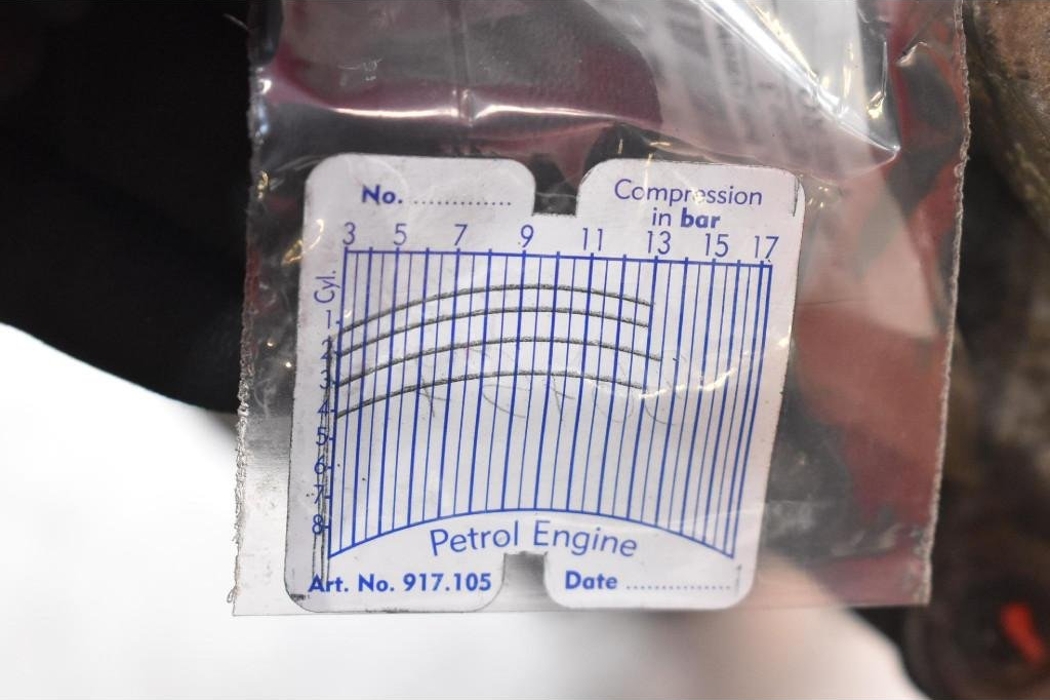 No. ..............
Compression
in bar
3 5 7 9 11 13 15 17
Cyl.
1
2
3
4
5
6
7
8
Petrol Engine
Art. No. 917.105
Date ................